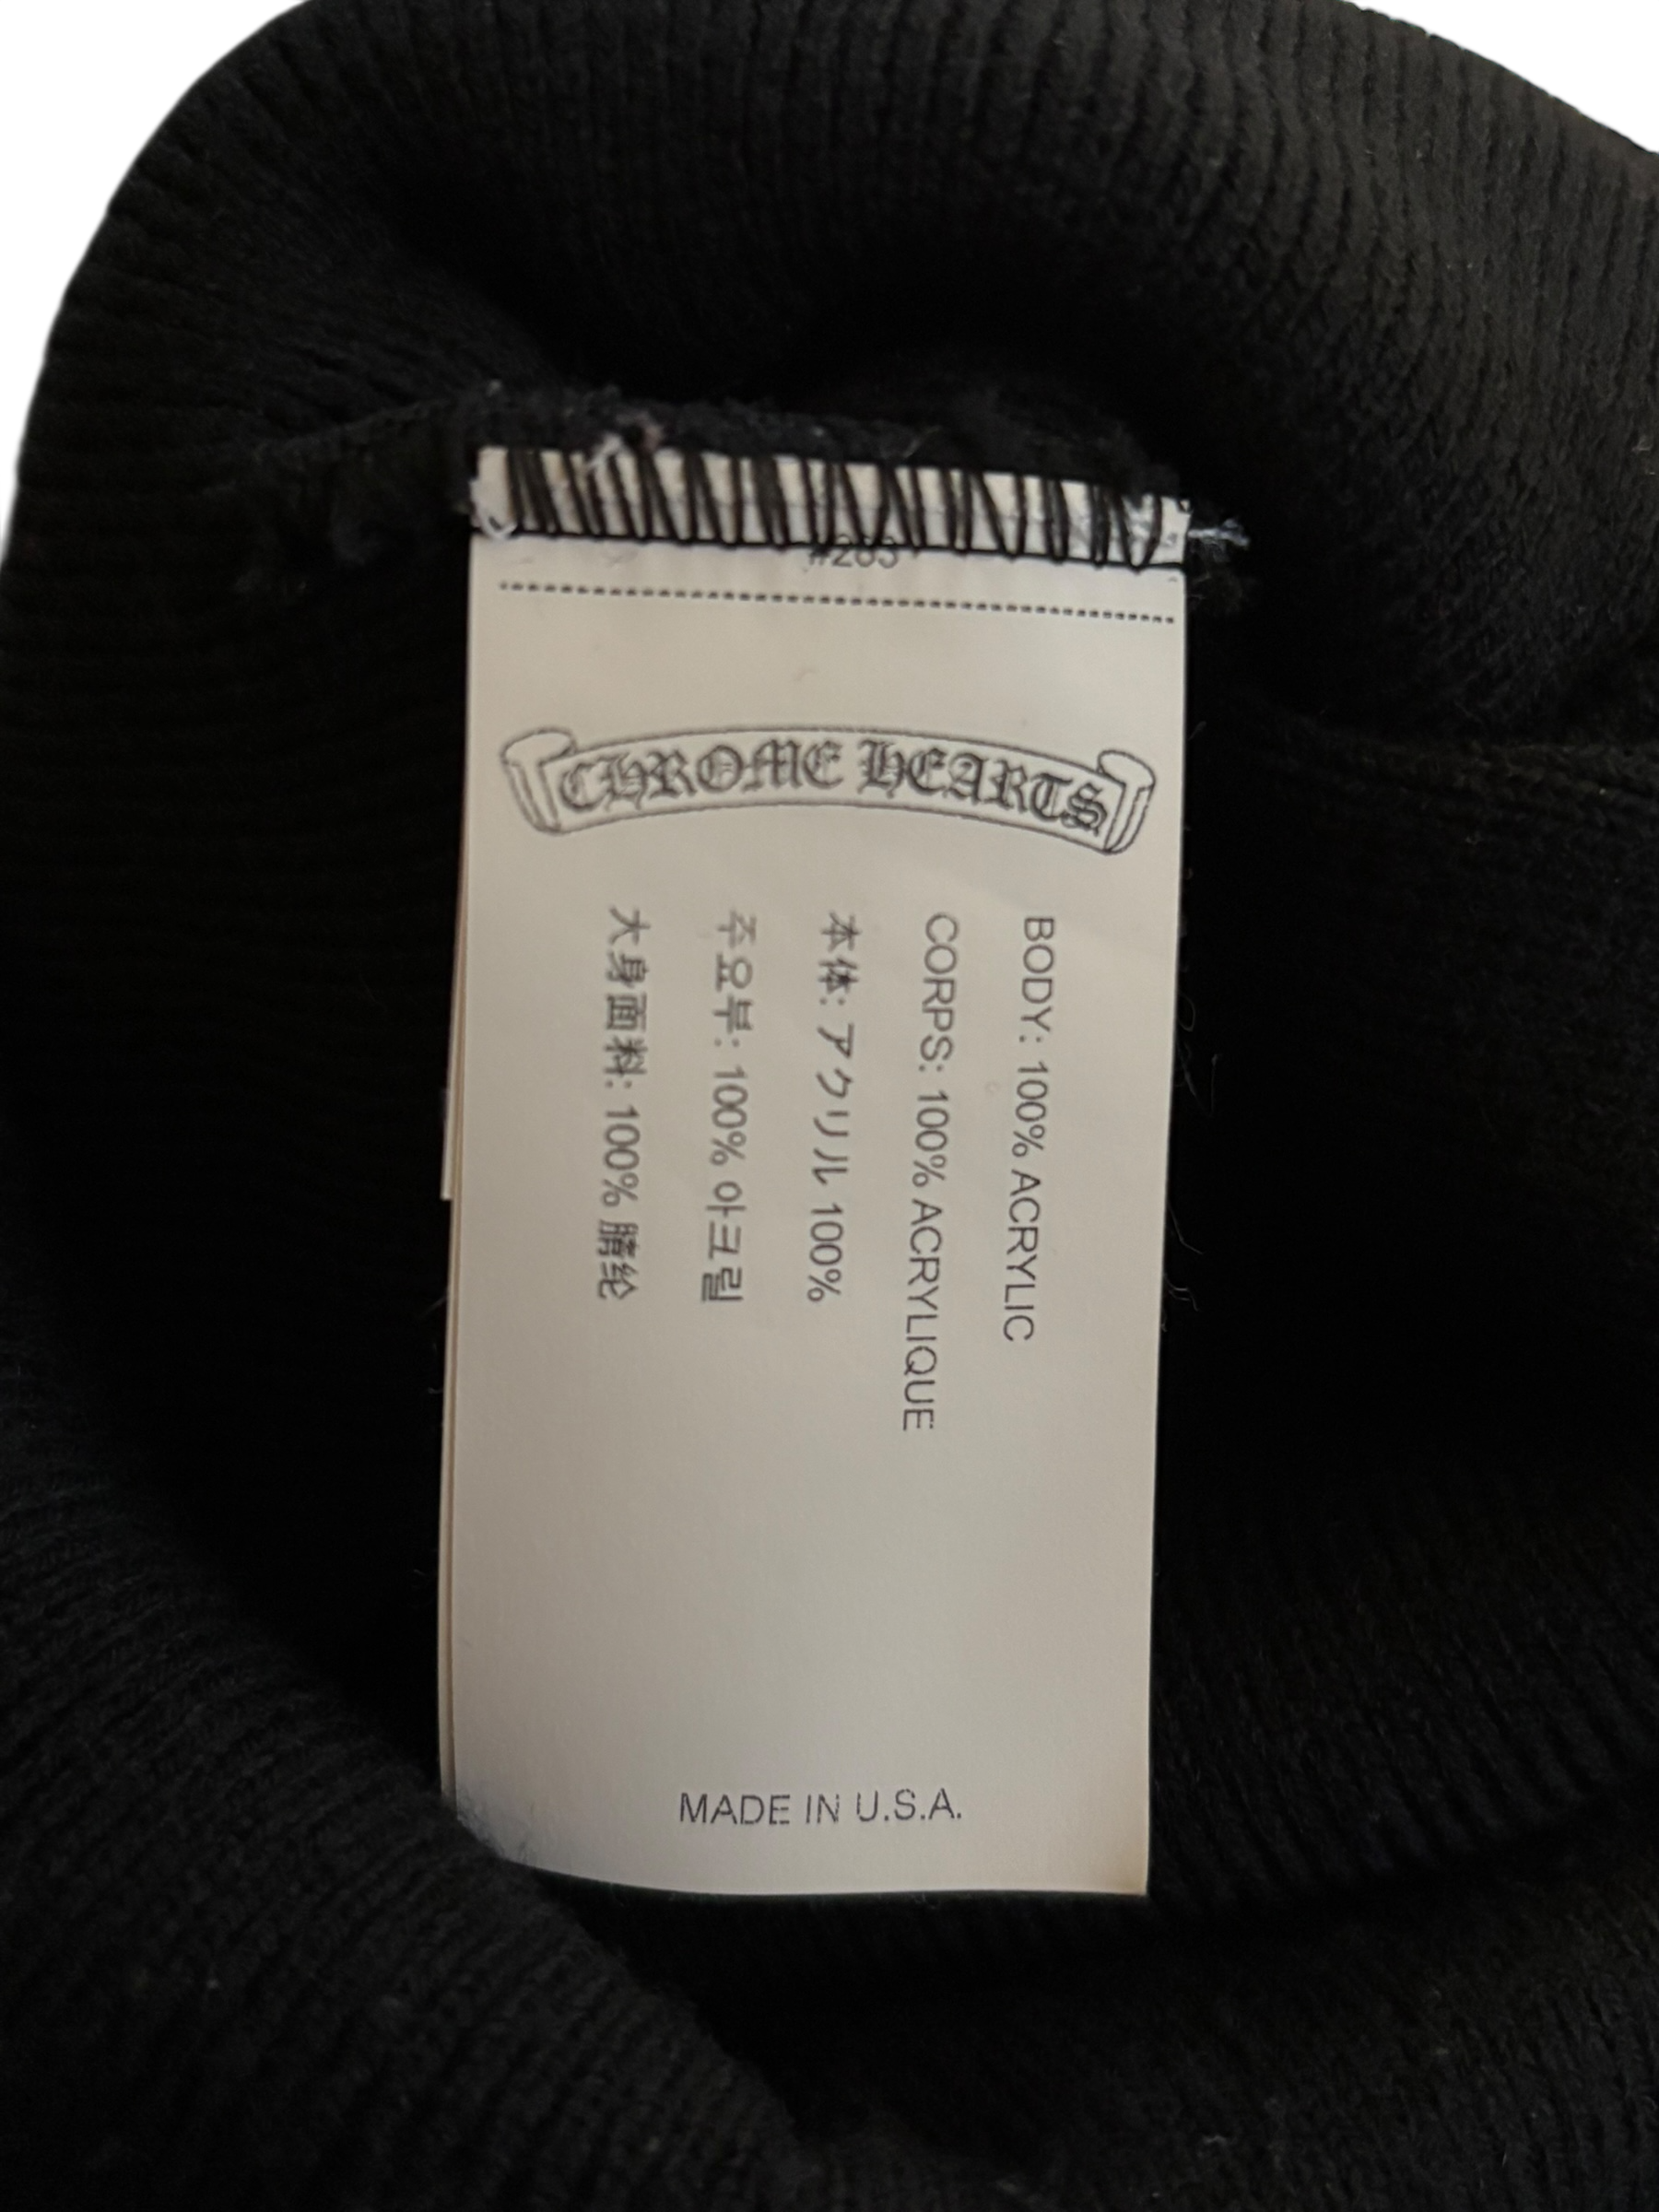 CHROME HEARTS
BODY: 100% ACRYLIC
CORPS: 100% ACRYLIQUE
本体: アクリル 100%
주요부: 100% 아크릴
大身面料: 100% 腈纶
MADE IN U.S.A.